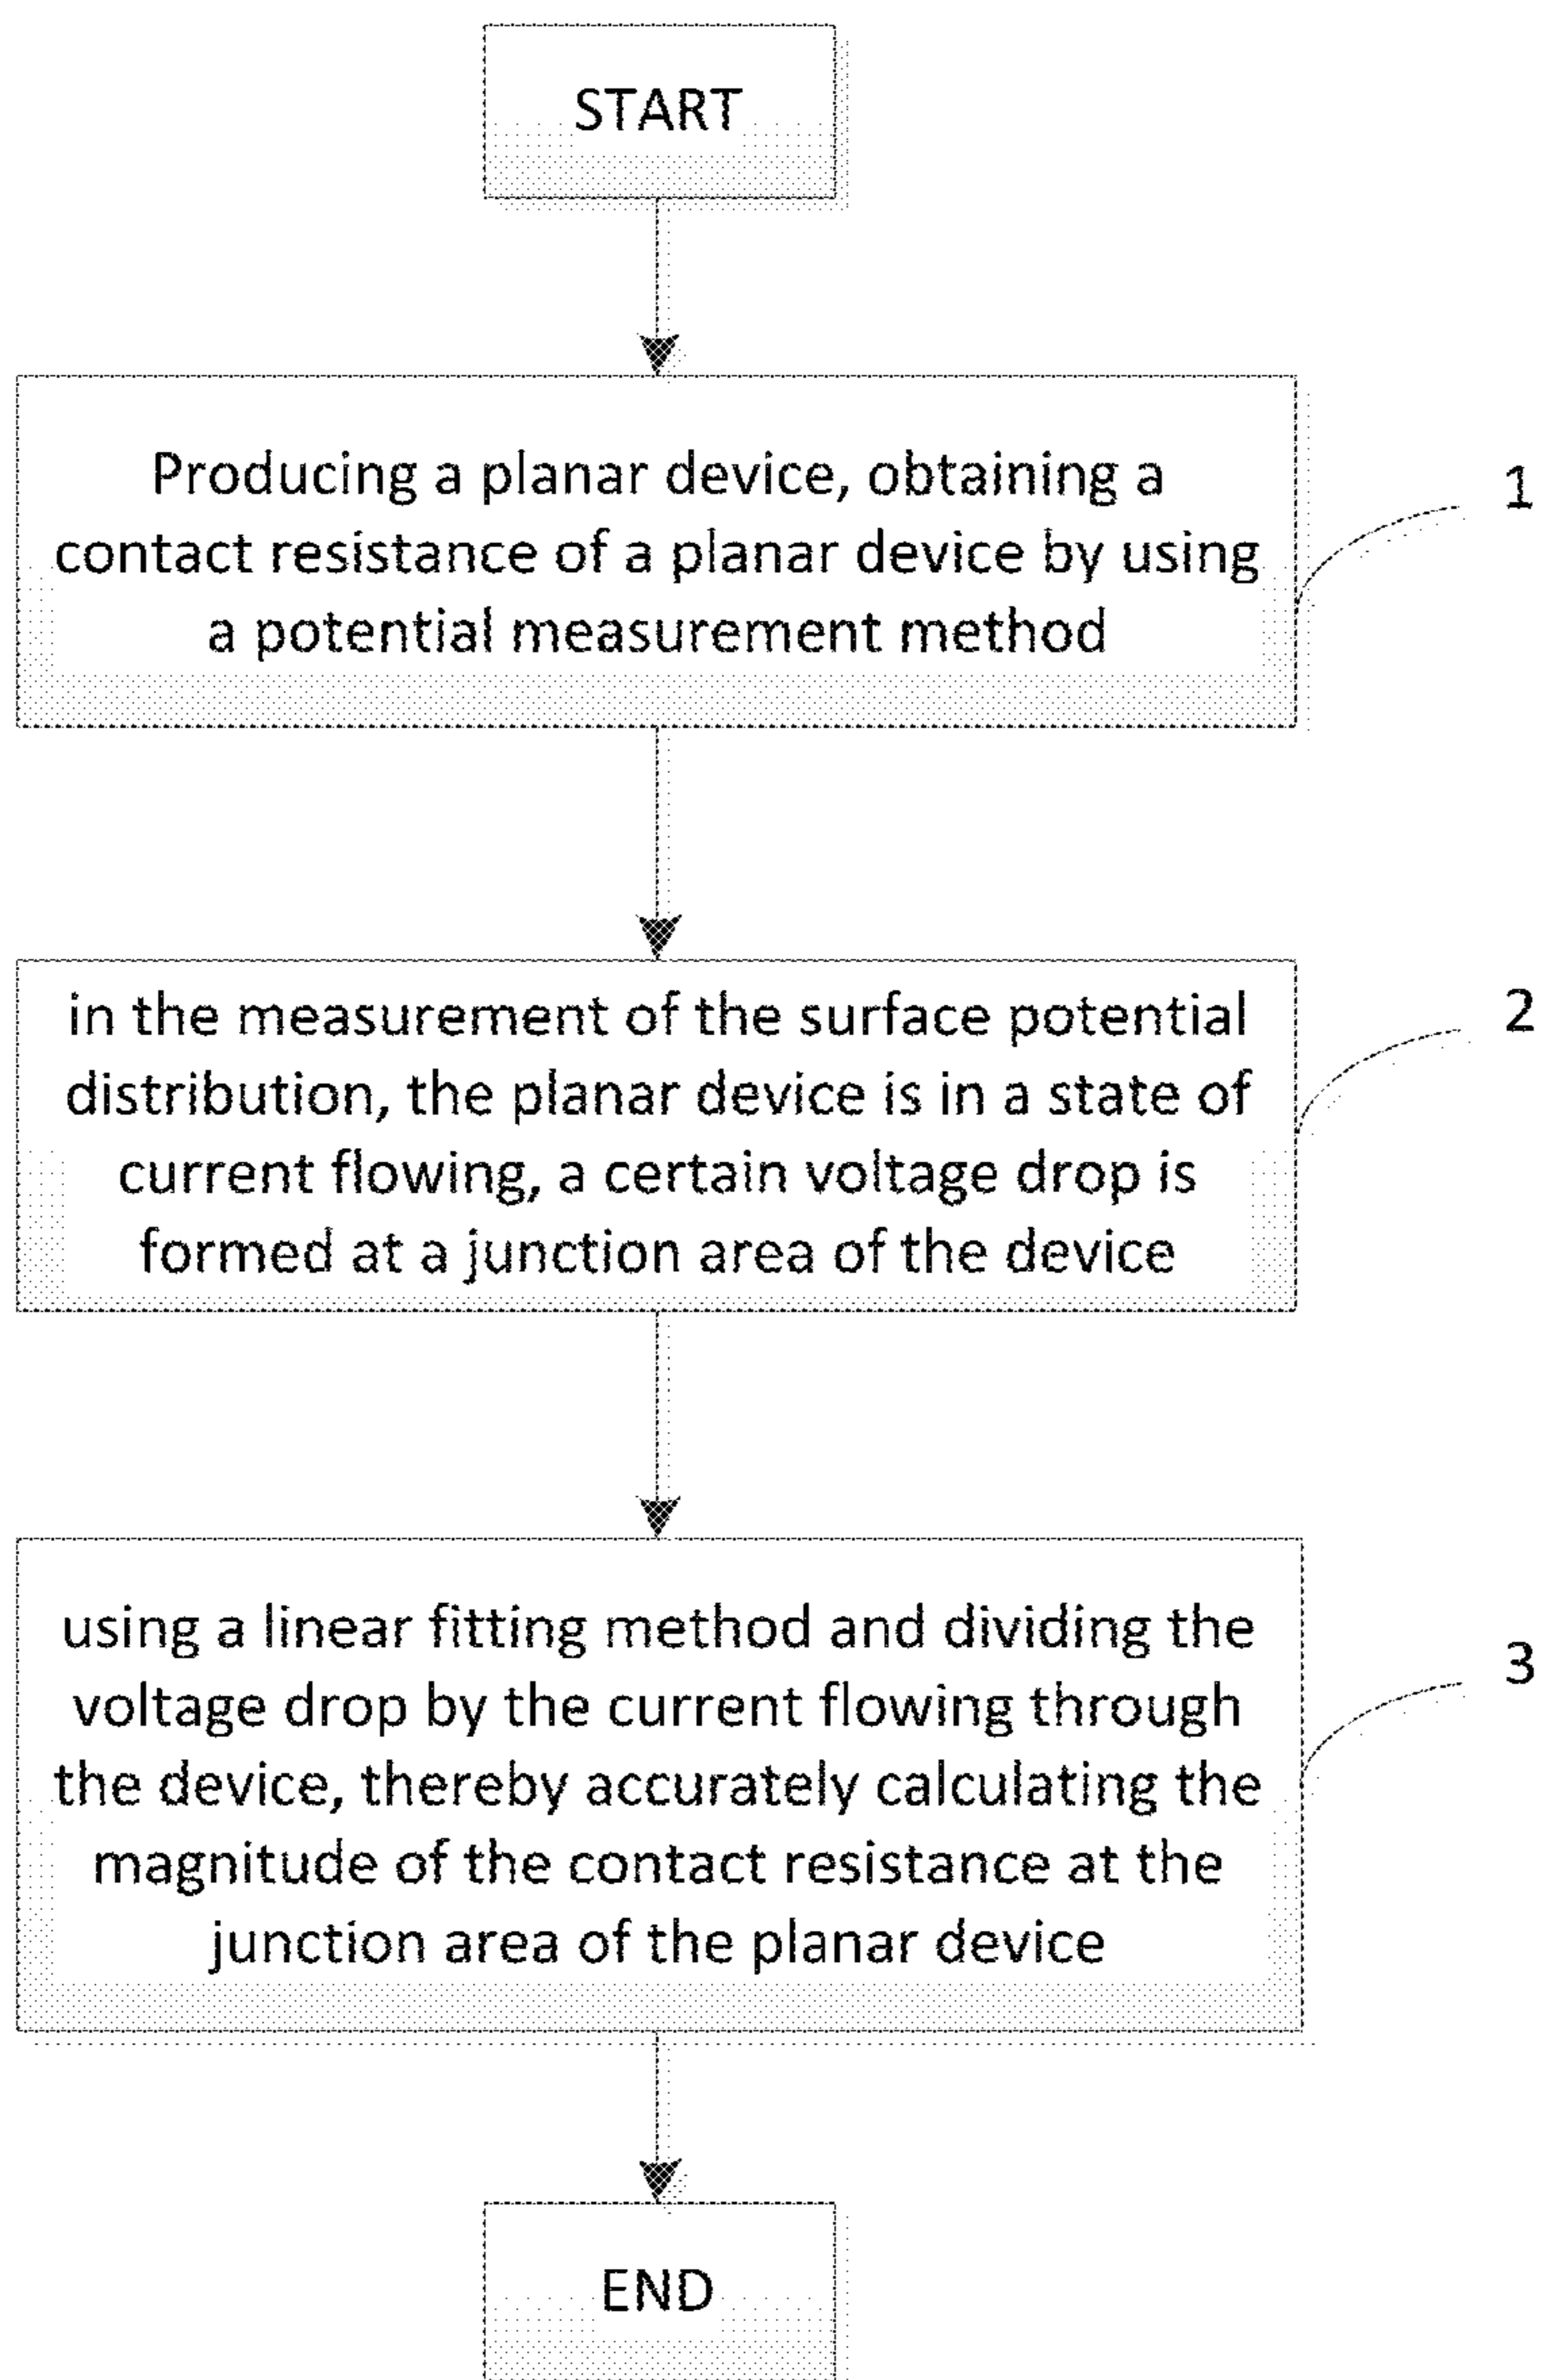 START
Producing a planar device, obtaining a
contact resistance of a planar device by using
a potential measurement method
1
in the measurement of the surface potential
distribution, the planar device is in a state of
current flowing, a certain voltage drop is
formed at a junction area of the device
2
using a linear fitting method and dividing the
voltage drop by the current flowing through
the device, thereby accurately calculating the
magnitude of the contact resistance at the
junction area of the planar device
3
END